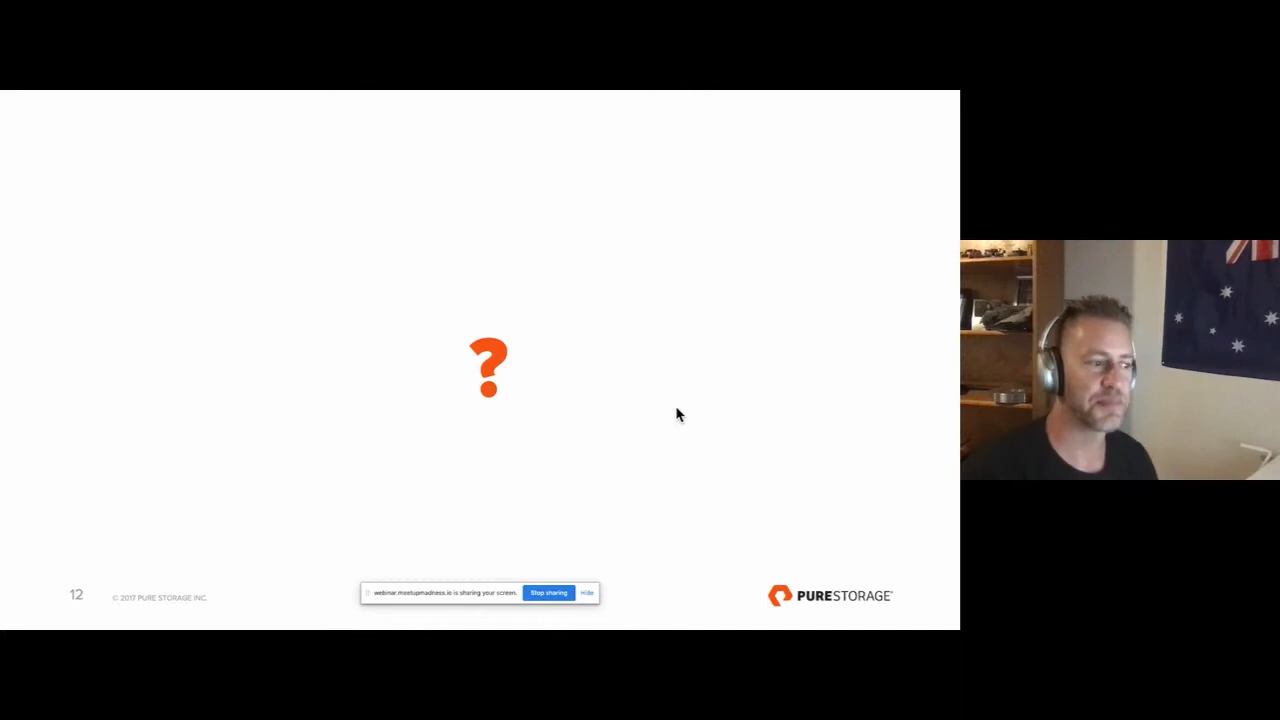 ?
12
© 2017 PURE STORAGE INC.
webinar.meetupmadness.io is sharing your screen.
Stop sharing
Hide
PURESTORAGE®